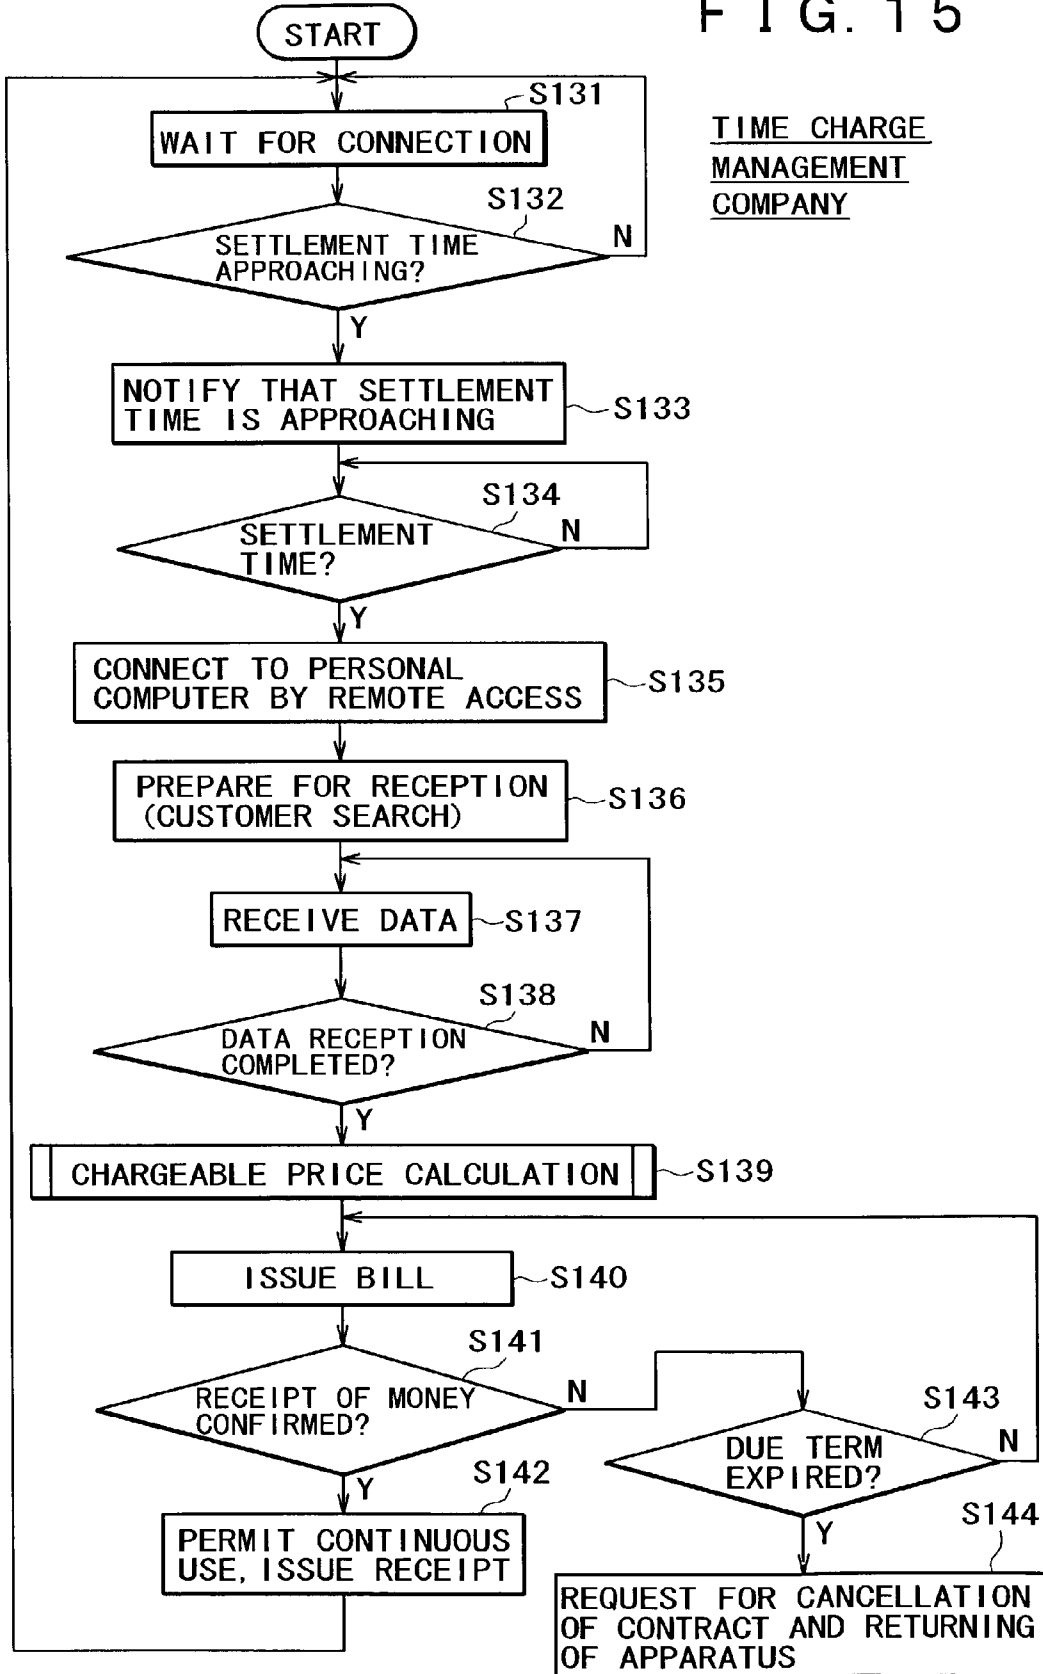 FIG. 15
START
S131
WAIT FOR CONNECTION
TIME CHARGE
MANAGEMENT
COMPANY
S132
SETTLEMENT TIME
APPROACHING?
N
Y
NOTIFY THAT SETTLEMENT
TIME IS APPROACHING
S133
S134
SETTLEMENT
TIME?
N
Y
CONNECT TO PERSONAL
COMPUTER BY REMOTE ACCESS
S135
PREPARE FOR RECEPTION
(CUSTOMER SEARCH)
S136
RECEIVE DATA
S137
S138
DATA RECEPTION
COMPLETED?
N
Y
CHARGEABLE PRICE CALCULATION
S139
ISSUE BILL
S140
S141
RECEIPT OF MONEY
CONFIRMED?
N
Y
S143
DUE TERM
EXPIRED?
N
Y
S142
PERMIT CONTINUOUS
USE, ISSUE RECEIPT
S144
REQUEST FOR CANCELLATION
OF CONTRACT AND RETURNING
OF APPARATUS